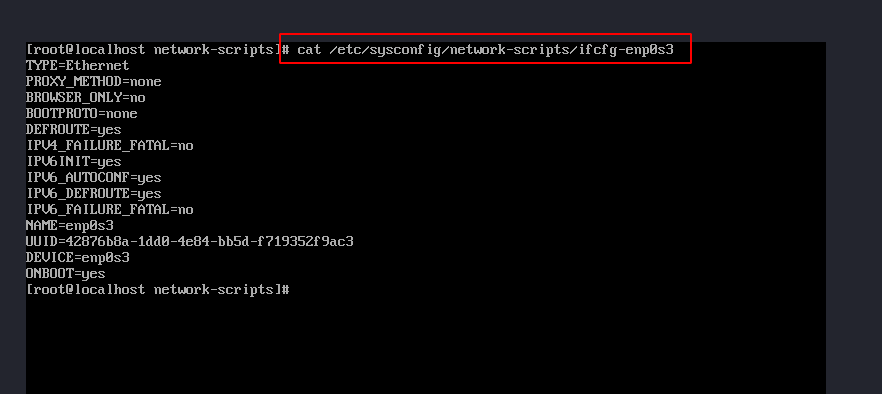 [root@localhost network-scripts]# cat /etc/sysconfig/network-scripts/ifcfg-enp0s3
TYPE=Ethernet
PROXY_METHOD=none
BROWSER_ONLY=no
BOOTPROTO=none
DEFROUTE=yes
IPV4_FAILURE_FATAL=no
IPV6INIT=yes
IPV6_AUTOCONF=yes
IPV6_DEFROUTE=yes
IPV6_FAILURE_FATAL=no
NAME=enp0s3
UUID=42876b8a-1dd0-4e84-bb5d-f719352f9ac3
DEVICE=enp0s3
ONBOOT=yes
[root@localhost network-scripts]#